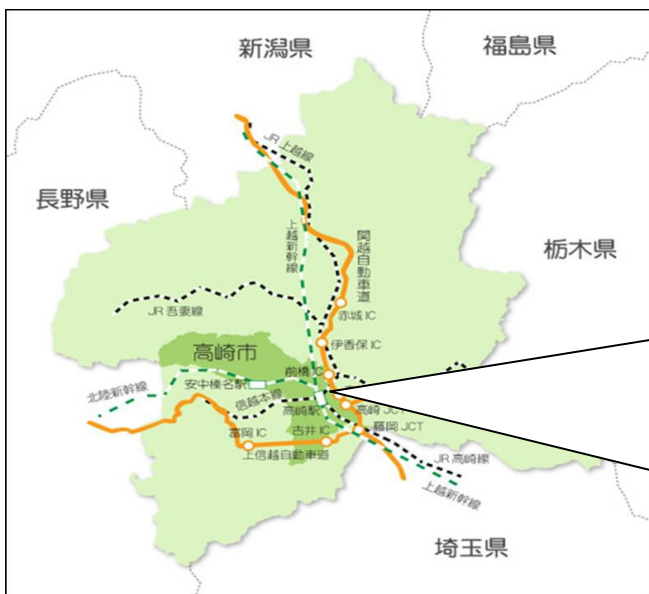 新潟県
福島県
長野県
栃木県
埼玉県
JR上越線
上越新幹線
関越自動車道
赤城IC
JR吾妻線
伊香保IC
高崎市
前橋IC
北陸新幹線
安中榛名駅
信越本線
高崎駅
高崎JCT
富岡IC
吉井IC
藤岡JCT
上信越自動車道
JR高崎線
上越新幹線